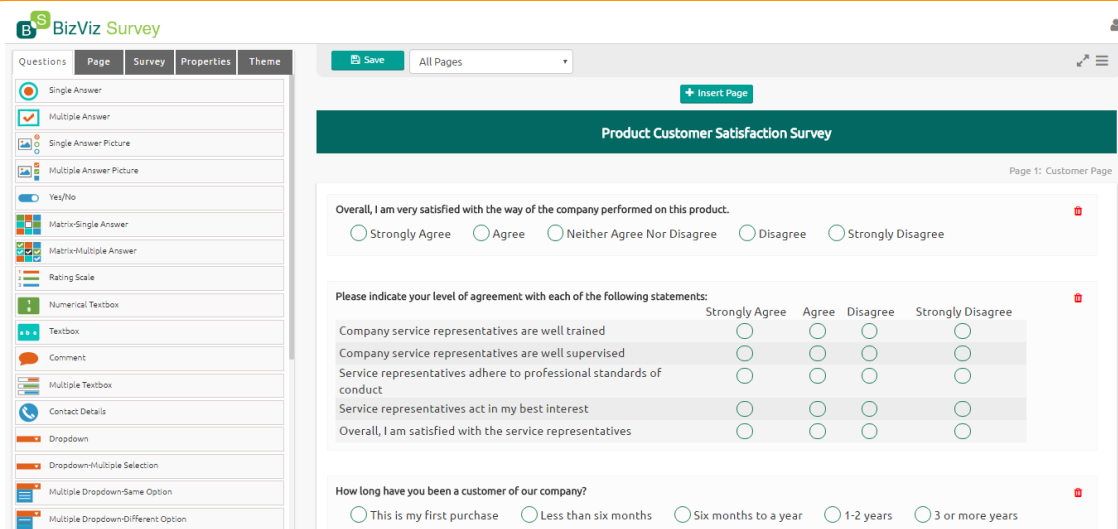 BS BizViz Survey
Questions Page Survey Properties Theme
Single Answer
Multiple Answer
Single Answer Picture
Multiple Answer Picture
Yes/No
Matrix-Single Answer
Matrix-Multiple Answer
Rating Scale
Numerical Textbox
Textbox
Comment
Multiple Textbox
Contact Details
Dropdown
Dropdown-Multiple Selection
Multiple Dropdown-Same Option
Multiple Dropdown-Different Option
Save All Pages
+ Insert Page
Product Customer Satisfaction Survey
Page 1: Customer Page
Overall, I am very satisfied with the way of the company performed on this product.
Strongly Agree Agree Neither Agree Nor Disagree Disagree Strongly Disagree
Please indicate your level of agreement with each of the following statements:
Strongly Agree Agree Disagree Strongly Disagree
Company service representatives are well trained
Company service representatives are well supervised
Service representatives adhere to professional standards of
conduct
Service representatives act in my best interest
Overall, I am satisfied with the service representatives
How long have you been a customer of our company?
This is my first purchase Less than six months Six months to a year 1-2 years 3 or more years